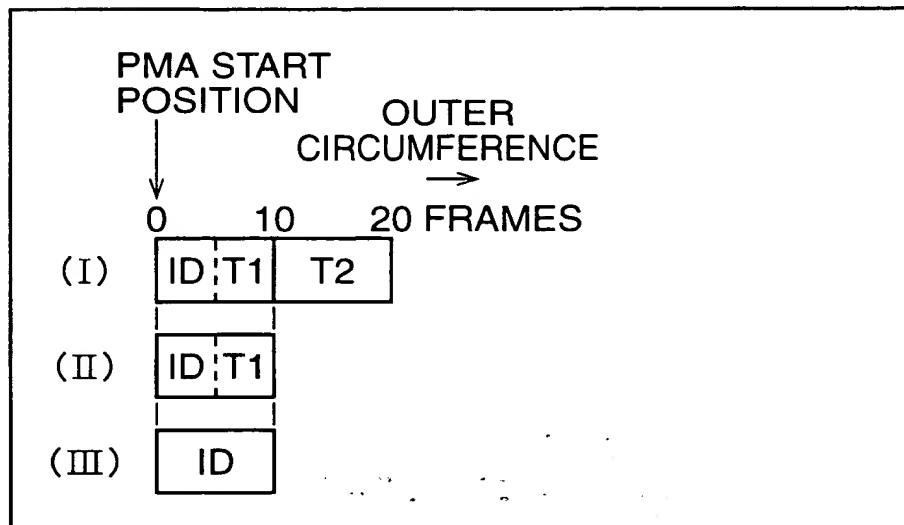 PMA START
POSITION
OUTER
CIRCUMFERENCE
0 10 20 FRAMES
(I) ID T1 T2
(II) ID T1
(III) ID